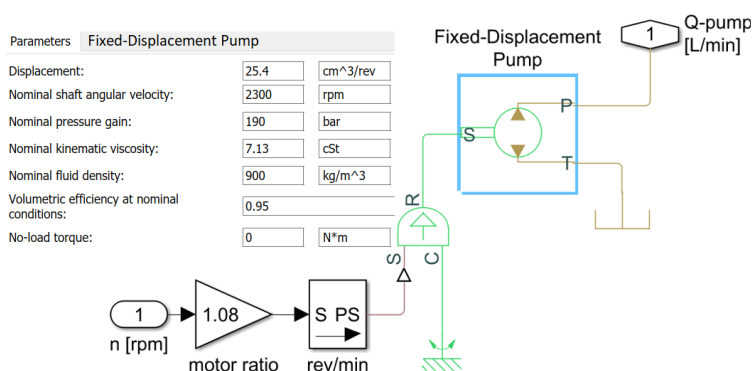 Parameters Fixed-Displacement Pump
Displacement: 25.4 cm^3/rev
Nominal shaft angular velocity: 2300 rpm
Nominal pressure gain: 190 bar
Nominal kinematic viscosity: 7.13 cSt
Nominal fluid density: 900 kg/m^3
Volumetric efficiency at nominal
conditions: 0.95
No-load torque: 0 N*m
Fixed-Displacement
Pump
1
Q-pump
[L/min]
P
S
T
R
S
C
1
n [rpm]
1.08
motor ratio
S PS
rev/min